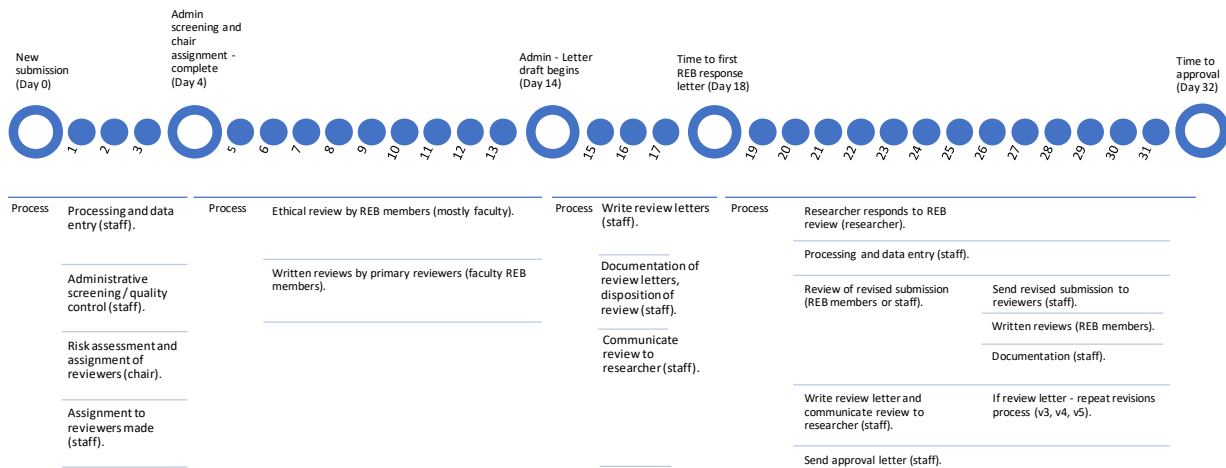 New
submission
(Day 0)
Admin
screening and
chair
assignment -
complete
(Day 4)
Admin - Letter
draft begins
(Day 14)
Time to first
REB response
letter (Day 18)
Time to
approval
(Day 32)
1
2
3
5
6
7
8
9
10
11
12
13
15
16
17
19
20
21
22
23
24
25
26
27
28
29
30
31
Process
Processing and data
entry (staff).
Administrative
screening / quality
control (staff).
Risk assessment and
assignment of
reviewers (chair).
Assignment to
reviewers made
(staff).
Process
Ethical review by REB members (mostly faculty).
Written reviews by primary reviewers (faculty REB
members).
Process
Write review letters
(staff).
Documentation of
review letters,
disposition of
review (staff).
Communicate
review to
researcher (staff).
Process
Researcher responds to REB
review (researcher).
Processing and data entry (staff).
Review of revised submission
(REB members or staff).
Send revised submission to
reviewers (staff).
Written reviews (REB members).
Documentation (staff).
Write review letter and
communicate review to
researcher (staff).
If review letter - repeat revisions
process (v3, v4, v5).
Send approval letter (staff).